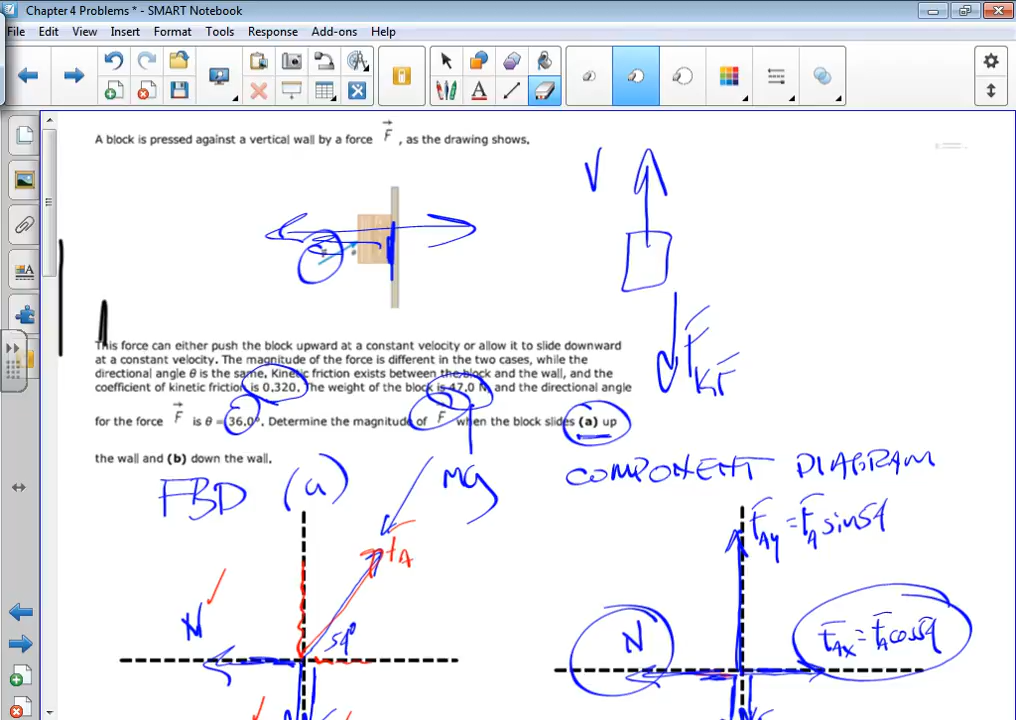 Chapter 4 Problems * - SMART Notebook
File Edit View Insert Format Tools Response Add-ons Help
A block is pressed against a vertical wall by a force F, as the drawing shows.
V
This force can either push the block upward at a constant velocity or allow it to slide downward
at a constant velocity. The magnitude of the force is different in the two cases, while the
directional angle θ is the same. Kinetic friction exists between the block and the wall, and the
coefficient of kinetic friction is 0.320. The weight of the block is 47.0 N, and the directional angle
for the force F is θ = 36.0°. Determine the magnitude of F when the block slides (a) up
the wall and (b) down the wall.
F KF
FBD (a)
mg
COMPONENT DIAGRAM
F A
F Ay = F A sin54
N
54°
N
F Ax = F A cos54